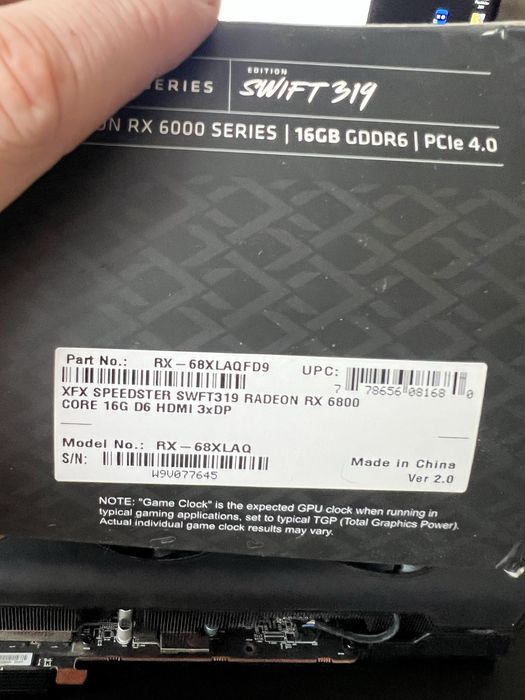 ERIES
EDITION
SWIFT 319
ON RX 6000 SERIES | 16GB GDDR6 | PCIe 4.0
Part No.: RX-68XLAQFD9
UPC:
7 78656 08168 0
XFX SPEEDSTER SWFT319 RADEON RX 6800
CORE 16G D6 HDMI 3xDP
Model No.: RX-68XLAQ
S/N:
W9V077645
Made in China
Ver 2.0
NOTE: "Game Clock" is the expected GPU clock when running in
typical gaming applications, set to typical TGP (Total Graphics Power).
Actual individual game clock results may vary.